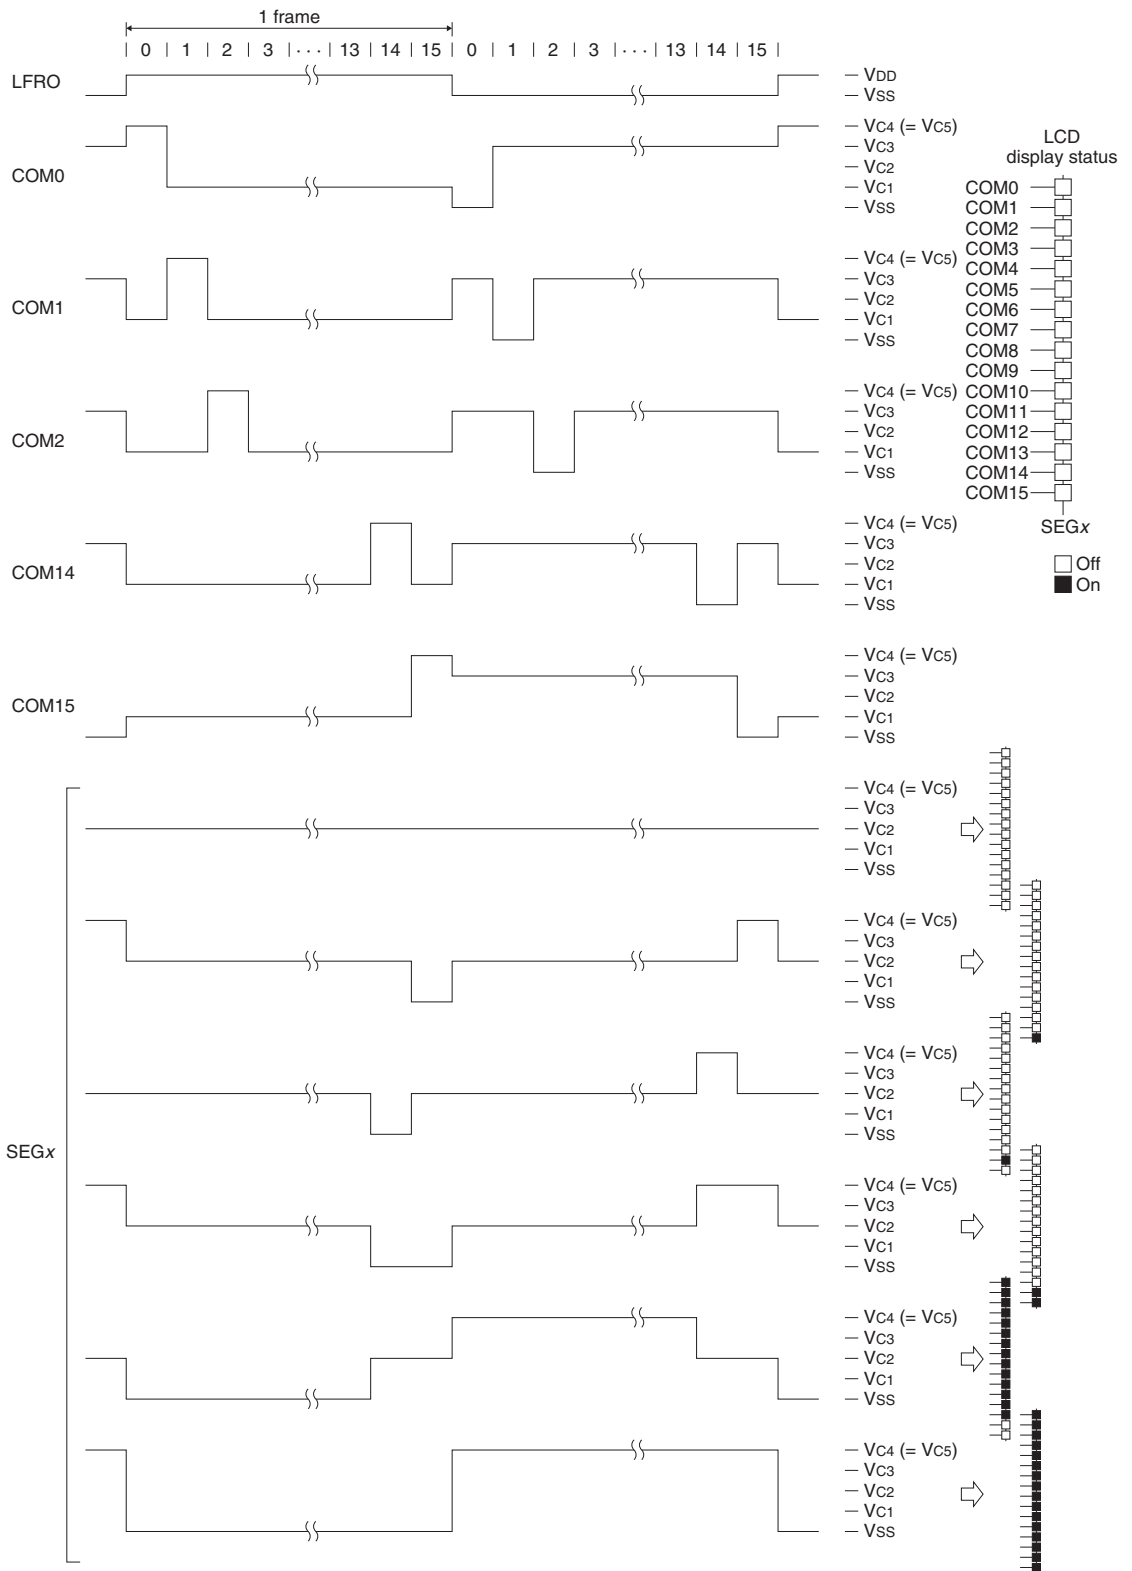 1 frame
0 1 2 3 ··· 13 14 15 0 1 2 3 ··· 13 14 15
LFRO
VDD
VSS
COM0
VC4 (= VC5)
VC3
VC2
VC1
VSS
LCD
display status
COM0
COM1
COM2
COM3
COM4
COM5
COM6
COM7
COM8
COM9
COM10
COM11
COM12
COM13
COM14
COM15
SEGx
Off
On
COM1
VC4 (= VC5)
VC3
VC2
VC1
VSS
COM2
VC4 (= VC5)
VC3
VC2
VC1
VSS
COM14
VC4 (= VC5)
VC3
VC2
VC1
VSS
COM15
VC4 (= VC5)
VC3
VC2
VC1
VSS
SEGx
VC4 (= VC5)
VC3
VC2
VC1
VSS
VC4 (= VC5)
VC3
VC2
VC1
VSS
VC4 (= VC5)
VC3
VC2
VC1
VSS
VC4 (= VC5)
VC3
VC2
VC1
VSS
VC4 (= VC5)
VC3
VC2
VC1
VSS
VC4 (= VC5)
VC3
VC2
VC1
VSS